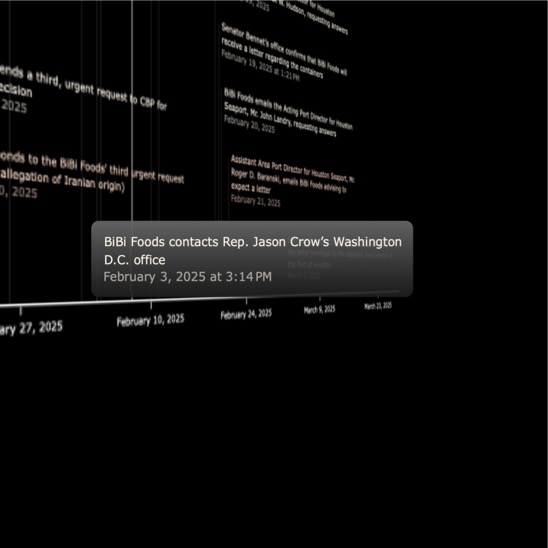 for Houston
W. Hudson, requesting answers
2025
Senator Bennet's office confirms that BiBi Foods will
receive a letter regarding the containers
February 19, 2025 at 1:21 PM
ends a third, urgent request to CBP for
ecision
2025
BiBi Foods emails the Acting Port Director for Houston
Seaport, Mr. John Landry, requesting answers
February 20, 2025
onds to the BiBi Foods' third urgent request
allegation of Iranian origin)
0, 2025
Assistant Area Port Director for Houston Seaport, Mr.
Roger D. Beranski, emails BiBi Foods advising to
expect a letter
February 21, 2025
BiBi Foods contacts Rep. Jason Crow's Washington
D.C. office
February 3, 2025 at 3:14 PM
ary 27, 2025
February 10, 2025
February 24, 2025
March 9, 2025
March 23, 2025